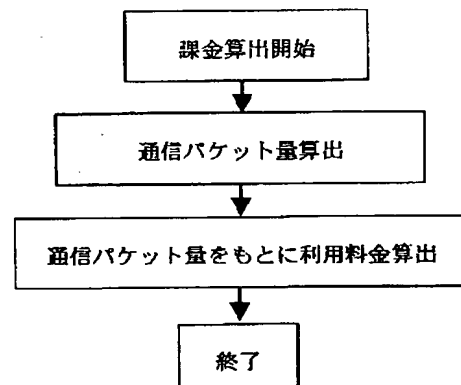 課金算出開始
通信パケット量算出
通信パケット量をもとに利用料金算出
終了